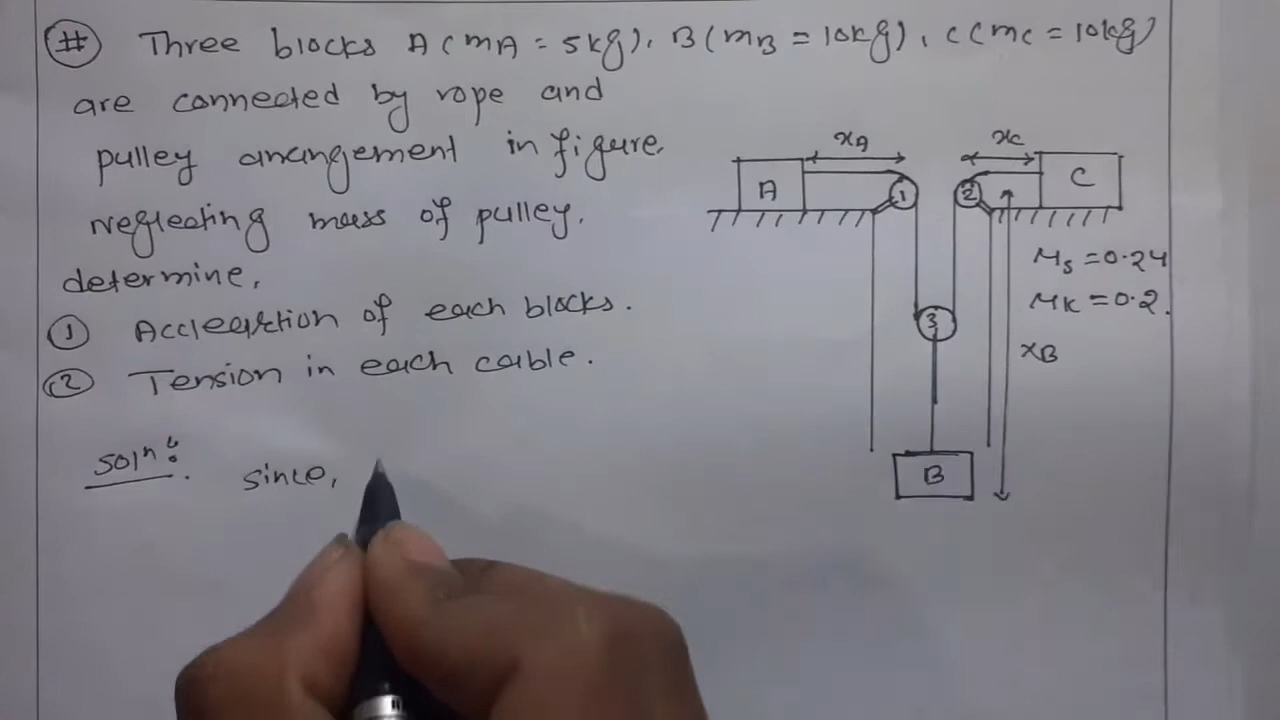 # Three blocks A(mA = 5kg), B(mB = 10kg), C(mC = 10kg)
are connected by rope and
pulley arrangement in figure.
neglecting mass of pulley.
determine,
① Accleartion of each blocks.
② Tension in each cable.
Solⁿ:
since,
xA
xC
A
1
2
C
μs = 0.24
μk = 0.2.
3
xB
B